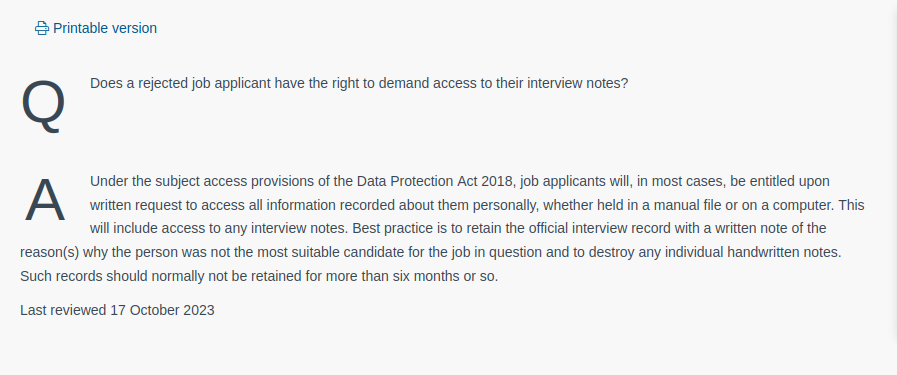 Printable version
Q
Does a rejected job applicant have the right to demand access to their interview notes?
A
Under the subject access provisions of the Data Protection Act 2018, job applicants will, in most cases, be entitled upon
written request to access all information recorded about them personally, whether held in a manual file or on a computer. This
will include access to any interview notes. Best practice is to retain the official interview record with a written note of the
reason(s) why the person was not the most suitable candidate for the job in question and to destroy any individual handwritten notes.
Such records should normally not be retained for more than six months or so.
Last reviewed 17 October 2023